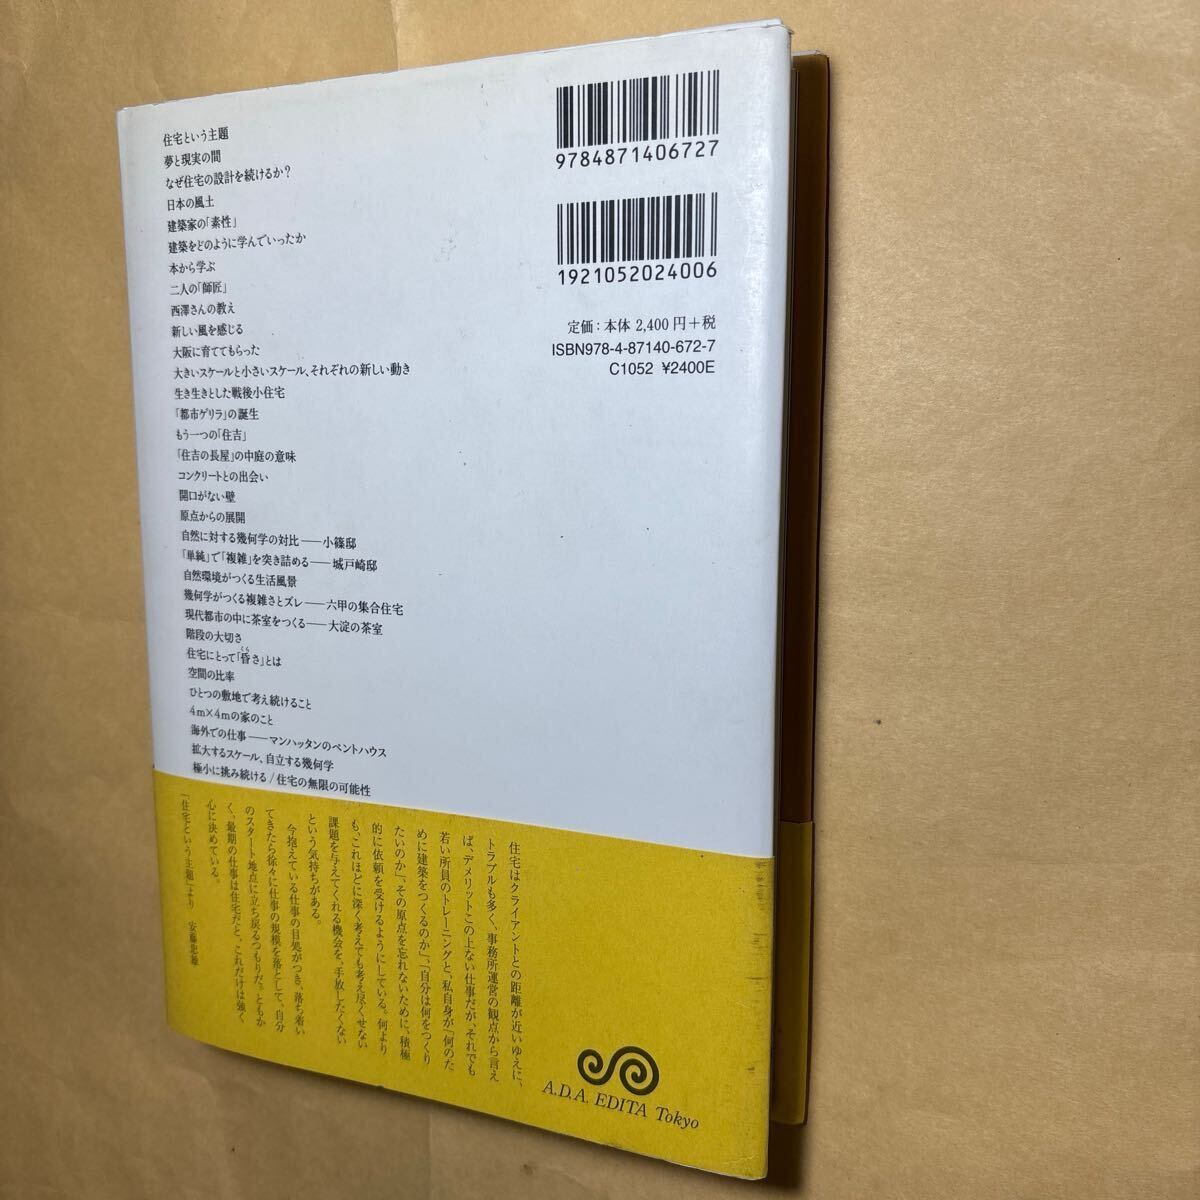 住宅という主題
夢と現実の間
なぜ住宅の設計を続けるか?
日本の風土
建築家の「素性」
建築をどのように学んでいったか
本から学ぶ
二人の「師匠」
西澤さんの教え
新しい風を感じる
大阪に育ててもらった
大きいスケールと小さいスケール、それぞれの新しい動き
生き生きとした戦後小住宅
「都市ゲリラ」の誕生
もう一つの「住吉」
「住吉の長屋」の中庭の意味
コンクリートとの出会い
開口がない壁
原点からの展開
自然に対する幾何学の対比——小篠邸
「単純」で「複雑」を突き詰める——城戸崎邸
自然環境がつくる生活風景
幾何学がつくる複雑さとズレ——六甲の集合住宅
現代都市の中に茶室をつくる——大淀の茶室
階段の大切さ
住宅にとって「昏さ」とは
くら
空間の比率
ひとつの敷地で考え続けること
4m×4mの家のこと
海外での仕事——マンハッタンのペントハウス
拡大するスケール、自立する幾何学
極小に挑み続ける/住宅の無限の可能性
9784871406727
1921052024006
定価:本体 2,400円+税
ISBN978-4-87140-672-7
C1052 ¥2400E
住宅はクライアントとの距離が近いゆえに、
トラブルも多く、事務所運営の観点から言え
ば、デメリットこの上ない仕事だが、それでも
若い所員のトレーニングと、私自身が「何のた
めに建築をつくるのか」、「自分は何をつくり
たいのか」、その原点を忘れないために、積極
的に依頼を受けるようにしている。何より
も、これほどに深く考えても考え尽くせない
課題を与えてくれる機会を、手放したくない
という気持ちがある。
今抱えている仕事の目処がつき、落ち着い
てきたら徐々に仕事の規模を落として、自分
のスタート地点に立ち戻るつもりだ。ともか
く、最期の仕事は住宅だと、これだけは強く
心に決めている。
「住宅という主題」より 安藤忠雄
A.D.A. EDITA Tokyo